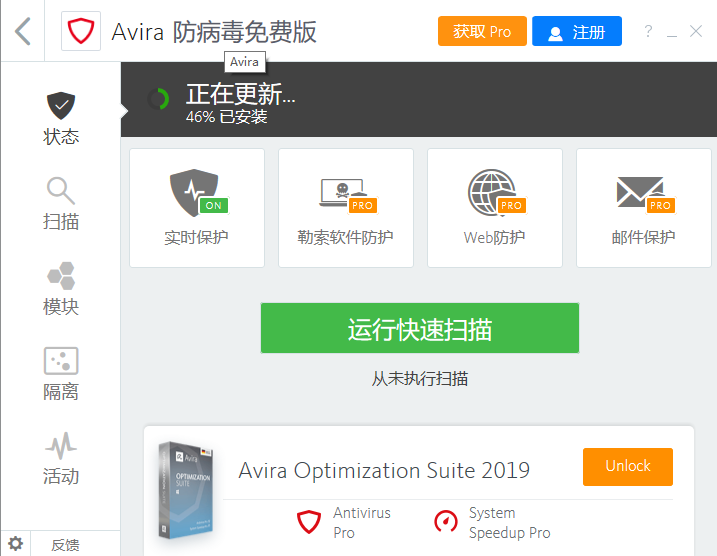 Avira 防病毒免费版
获取 Pro
注册
?
Avira
正在更新...
46% 已安装
状态
扫描
模块
隔离
活动
反馈
ON
实时保护
PRO
勒索软件防护
PRO
Web防护
PRO
邮件保护
运行快速扫描
从未执行扫描
Avira
OPTIMIZATION
SUITE
Avira Optimization Suite 2019
Unlock
Antivirus
Pro
System
Speedup Pro